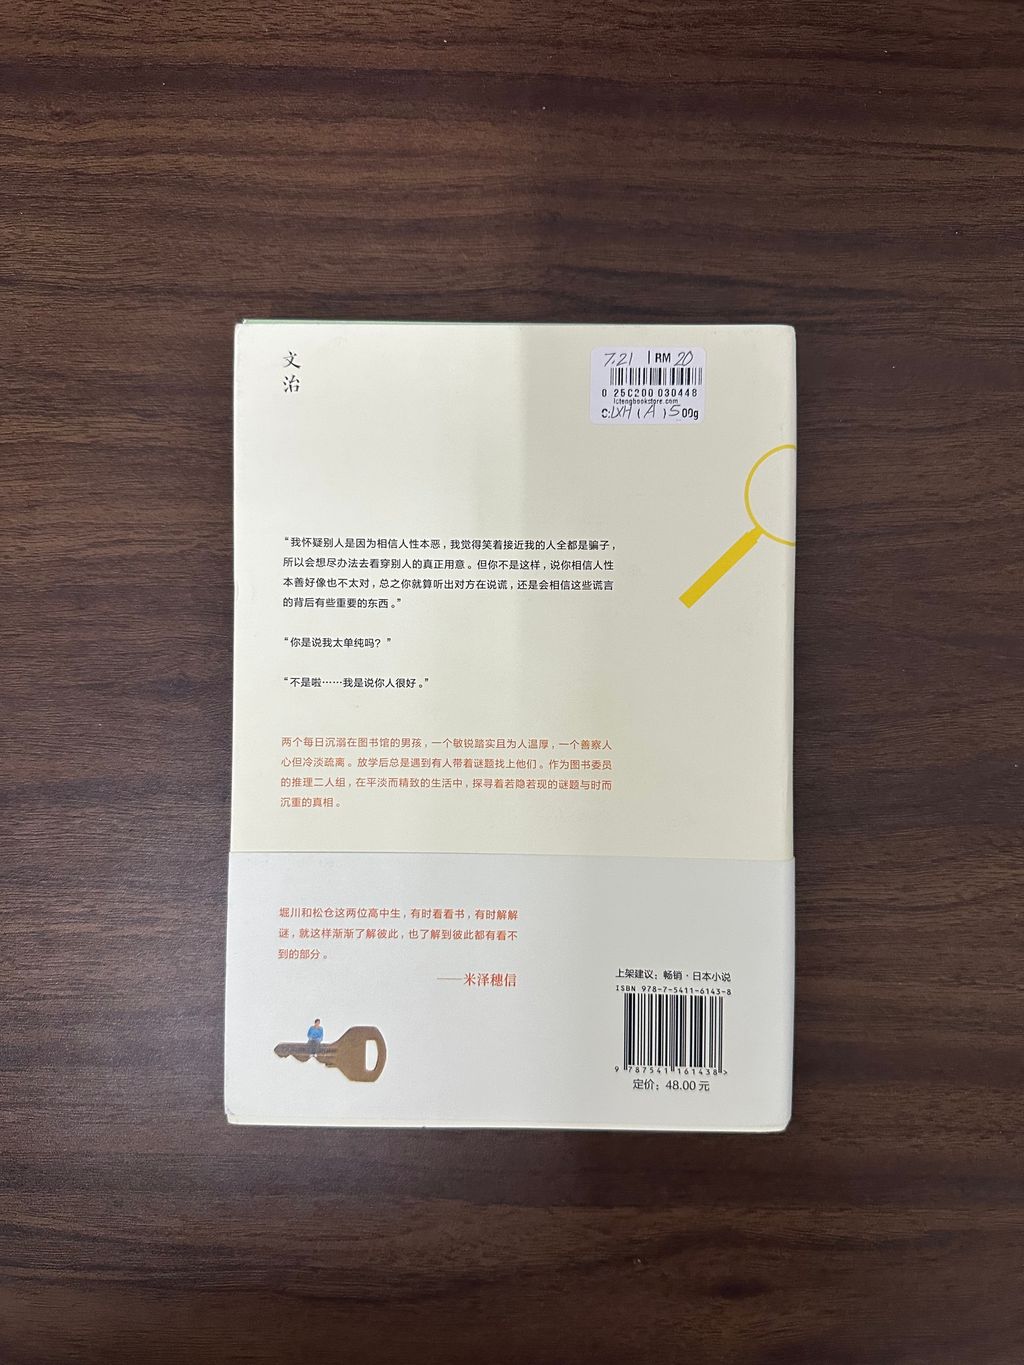 文
治
7.21 | RM 20
0 25C200 030448
lctengbookstore.com
C:LXH (A) 500g
“我怀疑别人是因为相信人性本恶，我觉得笑着接近我的人全都是骗子，
所以会想尽办法去看穿别人的真正用意。但你不是这样，说你相信人性
本善好像也不太对，总之你就算听出对方在说谎，还是会相信这些谎言
的背后有些重要的东西。”
“你是说我太单纯吗？”
“不是啦……我是说你人很好。”
两个每日沉溺在图书馆的男孩，一个敏锐踏实且为人温厚，一个善察人
心但冷淡疏离。放学后总是遇到有人带着谜题找上他们。作为图书委员
的推理二人组，在平淡而精致的生活中，探寻着若隐若现的谜题与时而
沉重的真相。
堀川和松仓这两位高中生，有时看看书，有时解解
谜，就这样渐渐了解彼此，也了解到彼此都有看不
到的部分。
——米泽穗信
上架建议：畅销·日本小说
ISBN 978-7-5411-6143-8
9 787541 161438>
定价：48.00 元